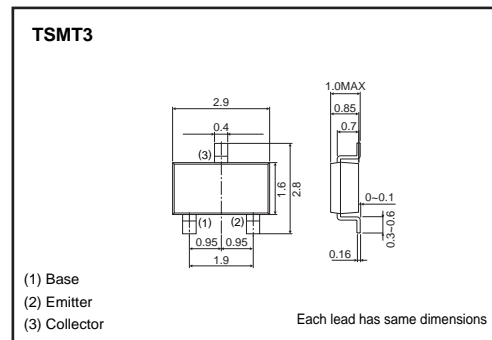 TSMT3
1.0MAX
2.9
0.85
0.4
0.7
(3)
1.6
2.8
0~0.1
(1)
(2)
0.3~0.6
0.95
0.95
0.16
1.9
(1) Base
(2) Emitter
(3) Collector
Each lead has same dimensions